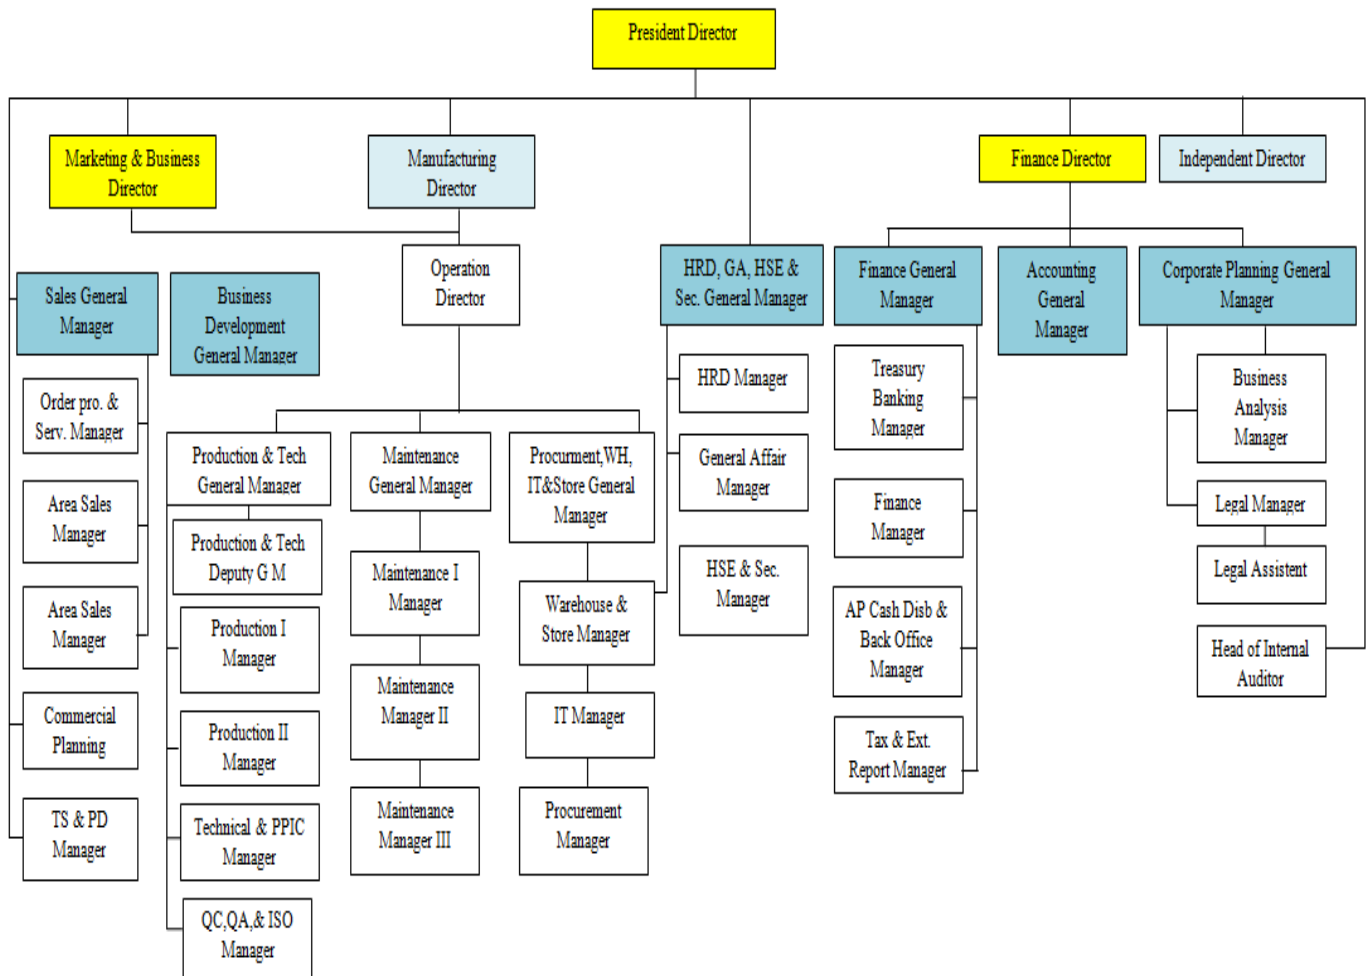 President Director
Marketing & Business
Director
Manufacturing
Director
Finance Director
Independent Director
Operation
Director
HRD, GA, HSE &
Sec. General Manager
Finance General
Manager
Accounting
General
Manager
Corporate Planning General
Manager
Sales General
Manager
Business
Development
General Manager
Order pro. &
Serv. Manager
Area Sales
Manager
Area Sales
Manager
Commercial
Planning
TS & PD
Manager
Production & Tech
General Manager
Production & Tech
Deputy G M
Production I
Manager
Production II
Manager
Technical & PPIC
Manager
QC,QA,& ISO
Manager
Maintenance
General Manager
Maintenance I
Manager
Maintenance
Manager II
Maintenance
Manager III
Procurment,WH,
IT&Store General
Manager
Warehouse &
Store Manager
IT Manager
Procurement
Manager
HRD Manager
General Affair
Manager
HSE & Sec.
Manager
Treasury
Banking
Manager
Finance
Manager
AP Cash Disb &
Back Office
Manager
Tax & Ext.
Report Manager
Business
Analysis
Manager
Legal Manager
Legal Assistent
Head of Internal
Auditor